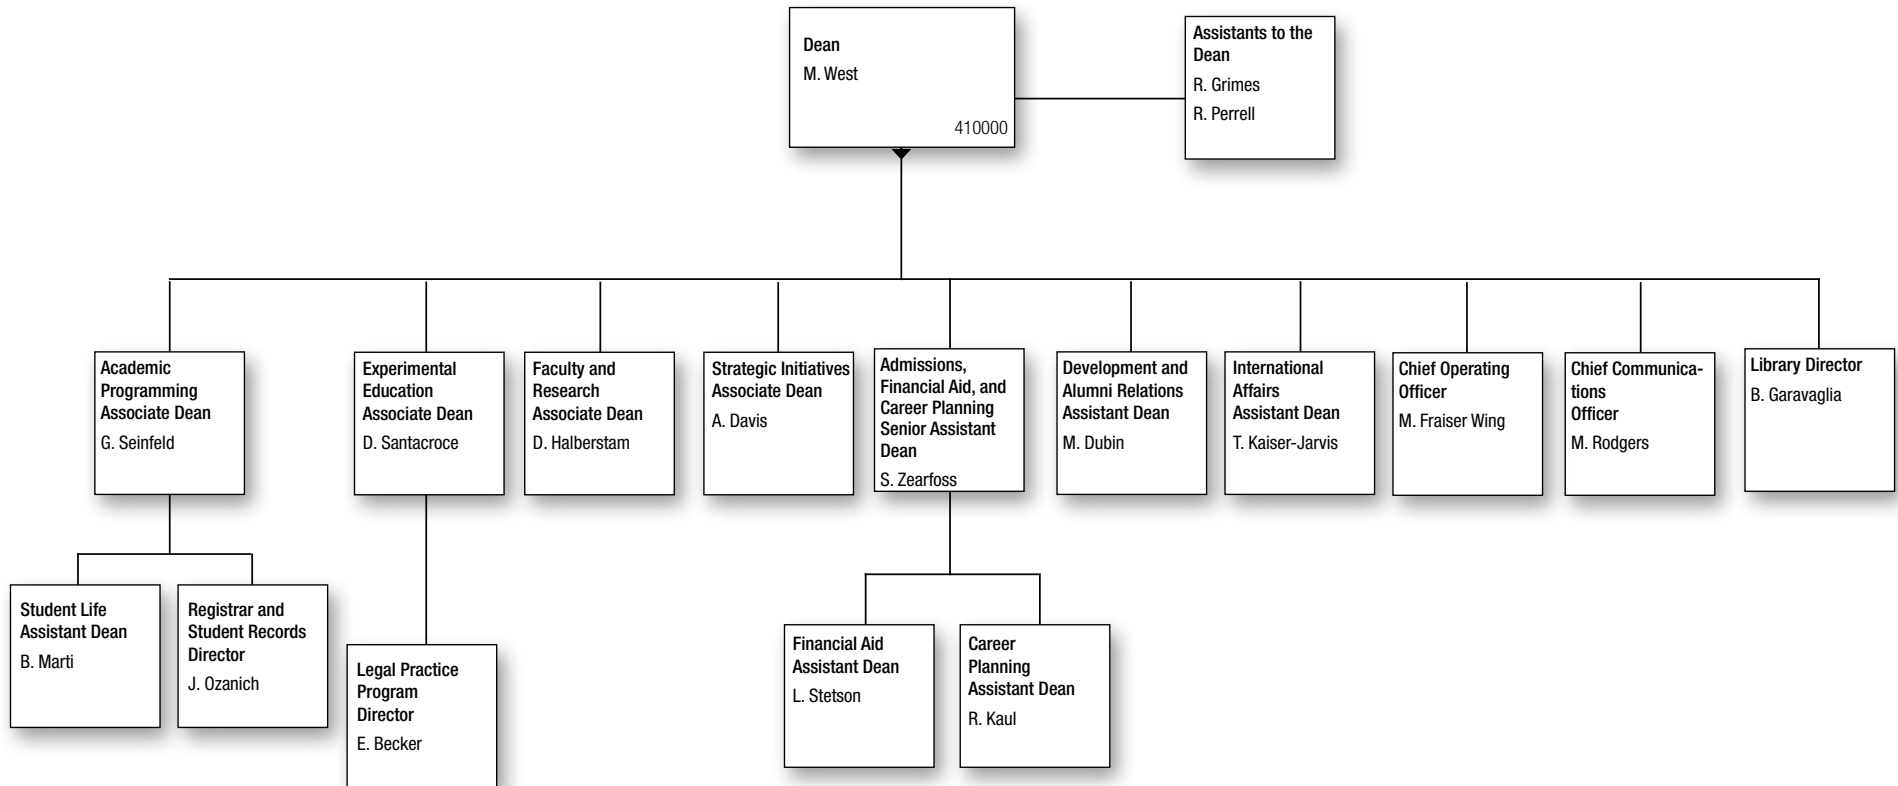 Dean
M. West
410000
Assistants to the
Dean
R. Grimes
R. Perrell
Academic
Programming
Associate Dean
G. Seinfeld
Experimental
Education
Associate Dean
D. Santacroce
Faculty and
Research
Associate Dean
D. Halberstam
Strategic Initiatives
Associate Dean
A. Davis
Admissions,
Financial Aid, and
Career Planning
Senior Assistant
Dean
S. Zearfoss
Development and
Alumni Relations
Assistant Dean
M. Dubin
International
Affairs
Assistant Dean
T. Kaiser-Jarvis
Chief Operating
Officer
M. Fraiser Wing
Chief Communica-
tions
Officer
M. Rodgers
Library Director
B. Garavaglia
Student Life
Assistant Dean
B. Marti
Registrar and
Student Records
Director
J. Ozanich
Legal Practice
Program
Director
E. Becker
Financial Aid
Assistant Dean
L. Stetson
Career
Planning
Assistant Dean
R. Kaul